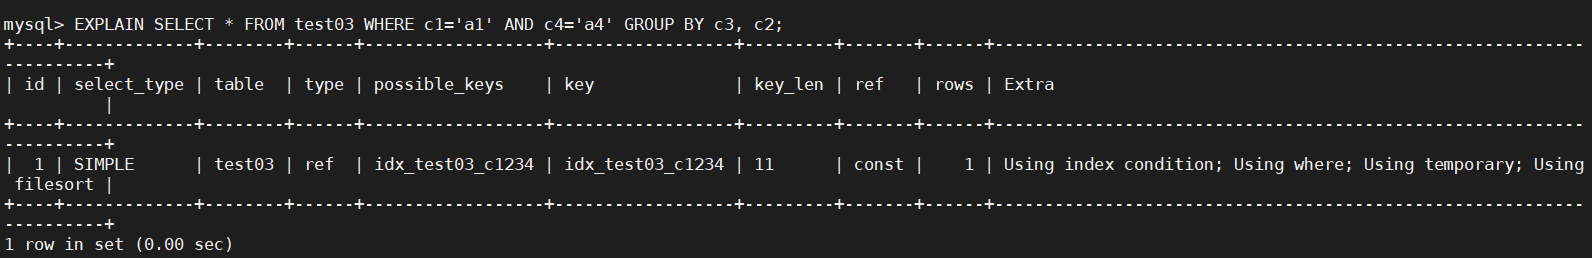 mysql> EXPLAIN SELECT * FROM test03 WHERE c1='a1' AND c4='a4' GROUP BY c3, c2;
+----+-------------+--------+------+------------------+------------------+---------+-------+------+-----------------------------------------------------------
----------+
| id | select_type | table  | type | possible_keys    | key              | key_len | ref   | rows | Extra
          |
+----+-------------+--------+------+------------------+------------------+---------+-------+------+-----------------------------------------------------------
----------+
|  1 | SIMPLE      | test03 | ref  | idx_test03_c1234 | idx_test03_c1234 | 11      | const |    1 | Using index condition; Using where; Using temporary; Using
 filesort |
+----+-------------+--------+------+------------------+------------------+---------+-------+------+-----------------------------------------------------------
----------+
1 row in set (0.00 sec)